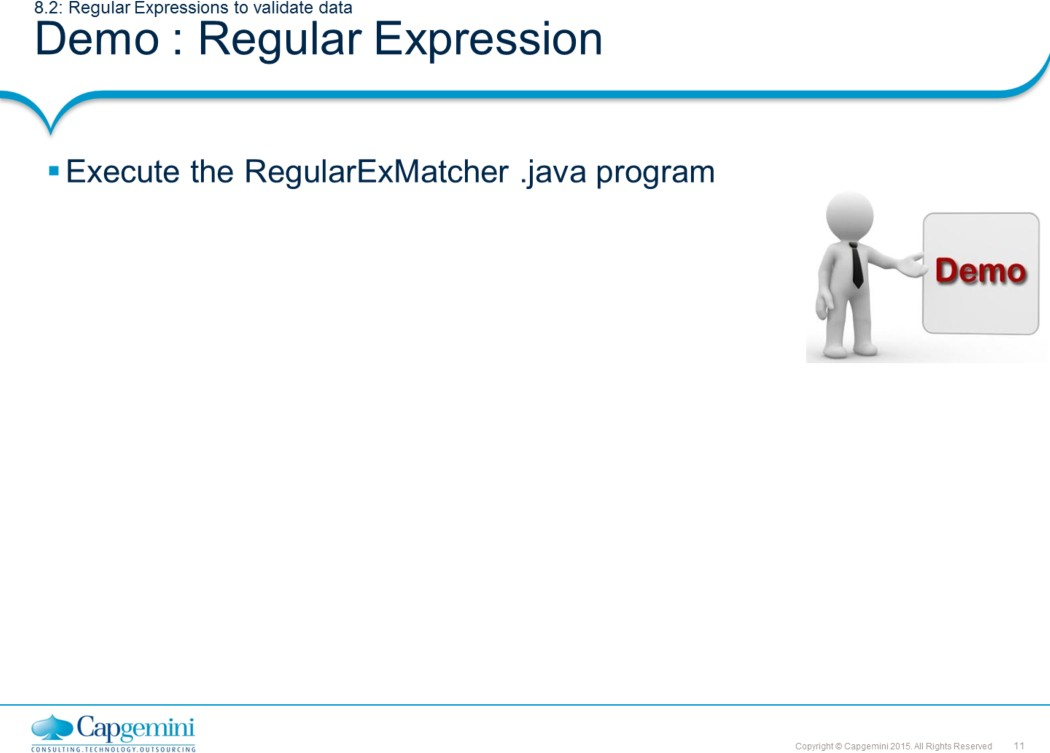 8.2: Regular Expressions to validate data
Demo : Regular Expression
Execute the RegularExMatcher .java program
Demo
Capgemini
CONSULTING.TECHNOLOGY.OUTSOURCING
Copyright © Capgemini 2015. All Rights Reserved 11